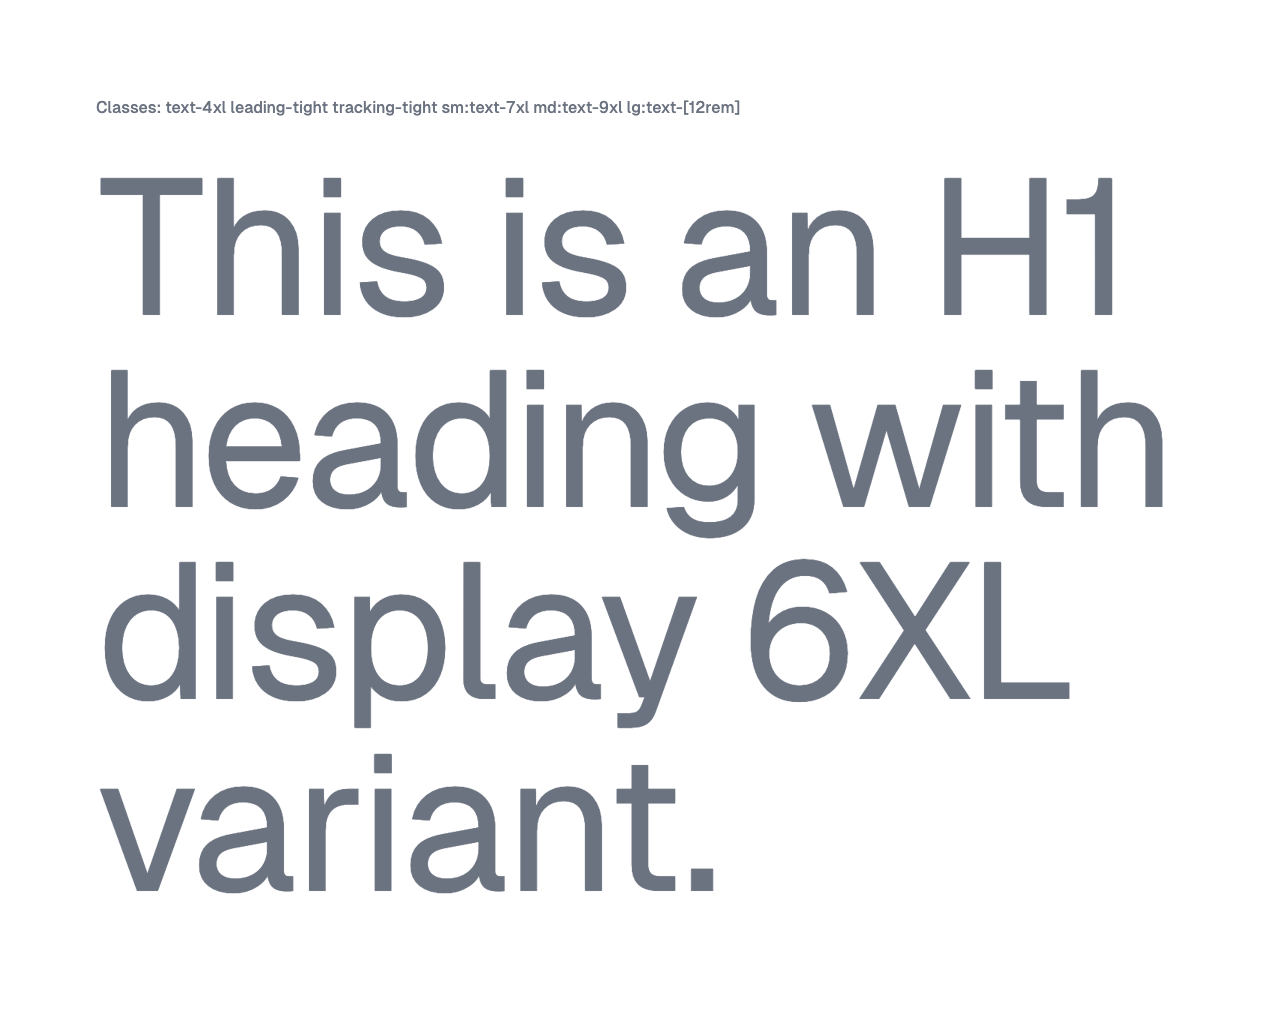 Classes: text-4xl leading-tight tracking-tight sm:text-7xl md:text-9xl lg:text-[12rem]
This is an H1
heading with
display 6XL
variant.